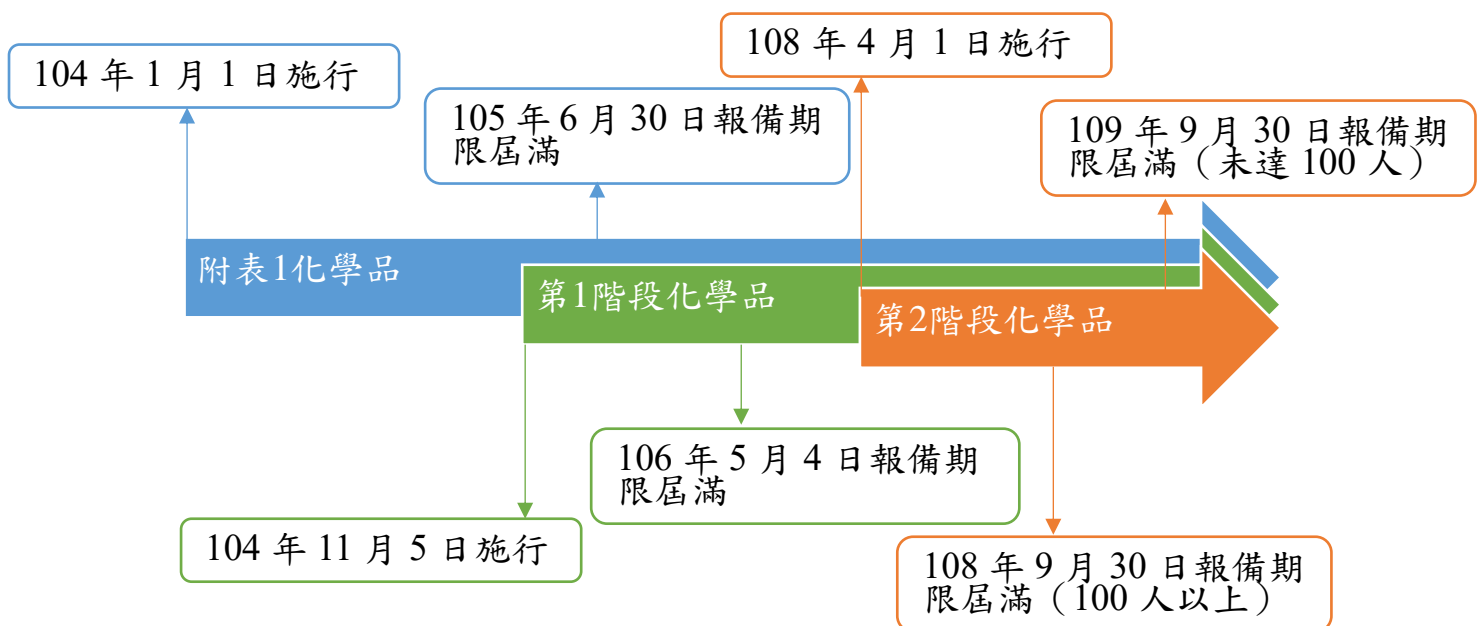 108 年 4 月 1 日施行
104 年 1 月 1 日施行
105 年 6 月 30 日報備期
限屆滿
109 年 9 月 30 日報備期
限屆滿（未達 100 人）
附表1化學品
第1階段化學品
第2階段化學品
106 年 5 月 4 日報備期
限屆滿
104 年 11 月 5 日施行
108 年 9 月 30 日報備期
限屆滿（100 人以上）